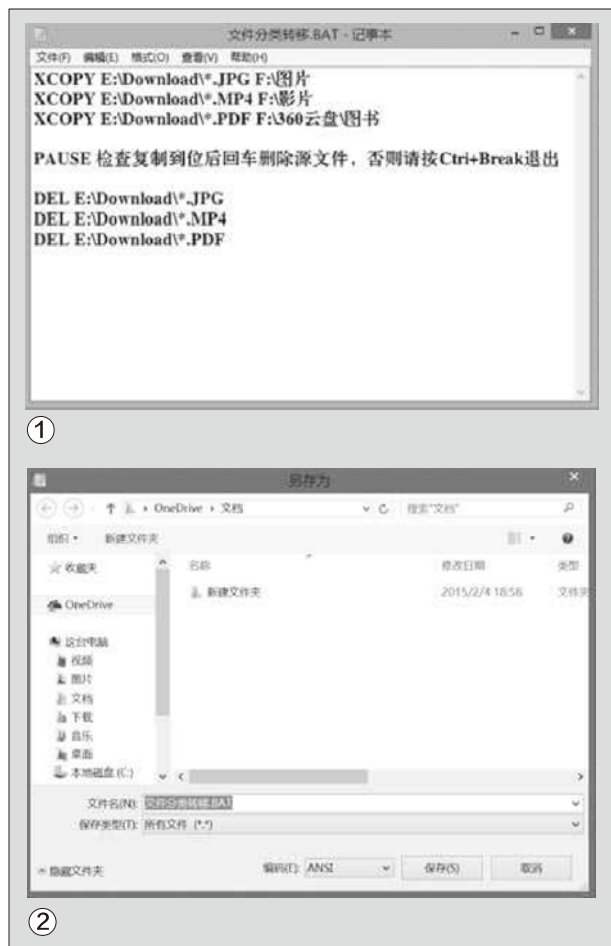 文件分类转移.BAT - 记事本
文件(F) 编辑(E) 格式(O) 查看(V) 帮助(H)
XCOPY E:\Download\*.JPG F:\图片
XCOPY E:\Download\*.MP4 F:\影片
XCOPY E:\Download\*.PDF F:\360云盘\图书
PAUSE 检查复制到位后回车删除源文件，否则请按Ctrl+Break退出
DEL E:\Download\*.JPG
DEL E:\Download\*.MP4
DEL E:\Download\*.PDF
①
另存为
OneDrive ▸ 文档 搜索"文档"
组织 新建文件夹
收藏夹 名称 修改日期 类型
新建文件夹 2015/2/4 18:56 文件夹
OneDrive
这台电脑
视频
图片
文档
下载
音乐
桌面
本地磁盘 (C:)
文件名(N): 文件分类转移.BAT
保存类型(T): 所有文件 (*.*)
隐藏文件夹 编码(E): ANSI 保存(S) 取消
②